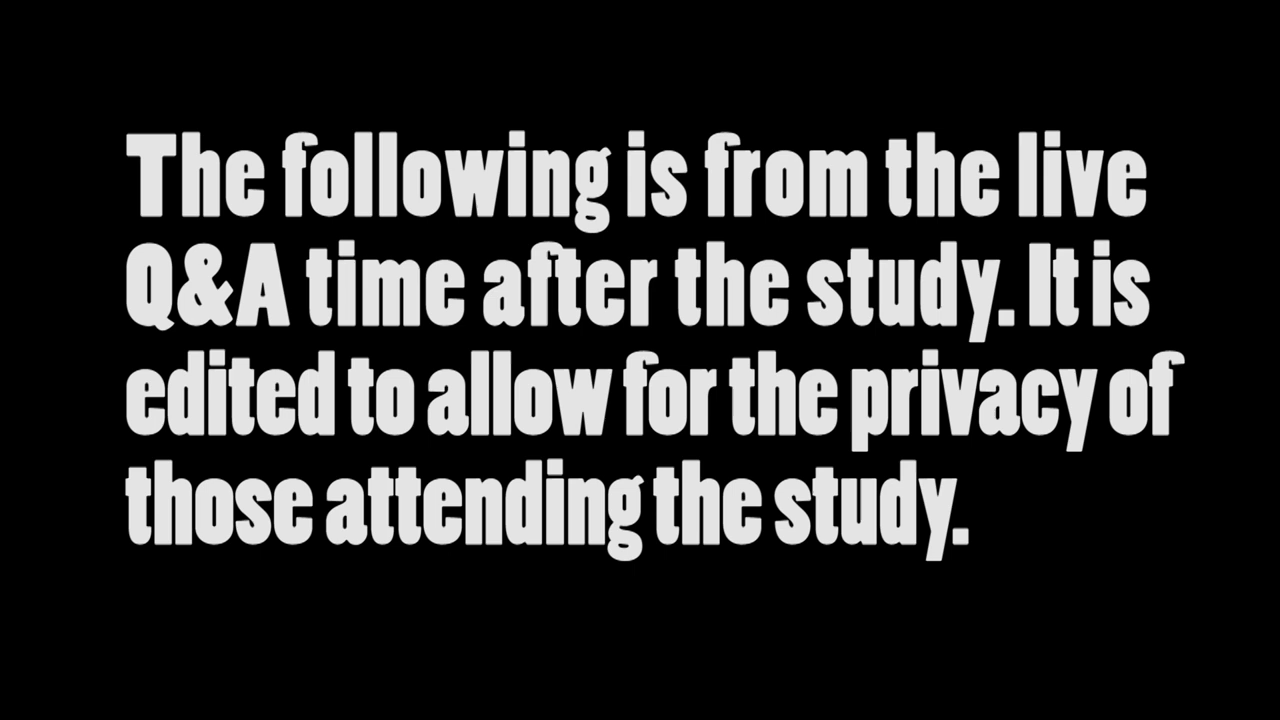 The following is from the live
Q&A time after the study. It is
edited to allow for the privacy of
those attending the study.